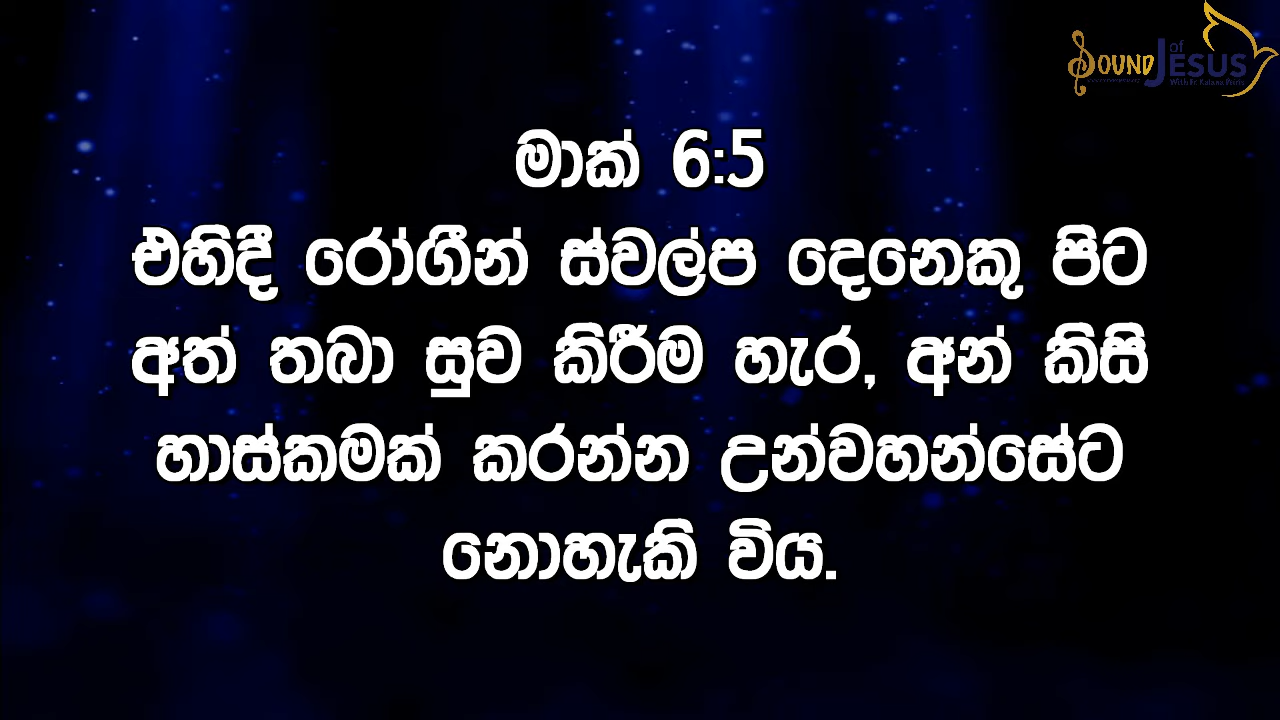 SOUND of JESUS
මාක් 6:5
එහිදී රෝගීන් ස්වල්ප දෙනෙකු පිට
අත් තබා සුව කිරීම හැර, අන් කිසි
හාස්කමක් කරන්න උන්වහන්සේට
නොහැකි විය.